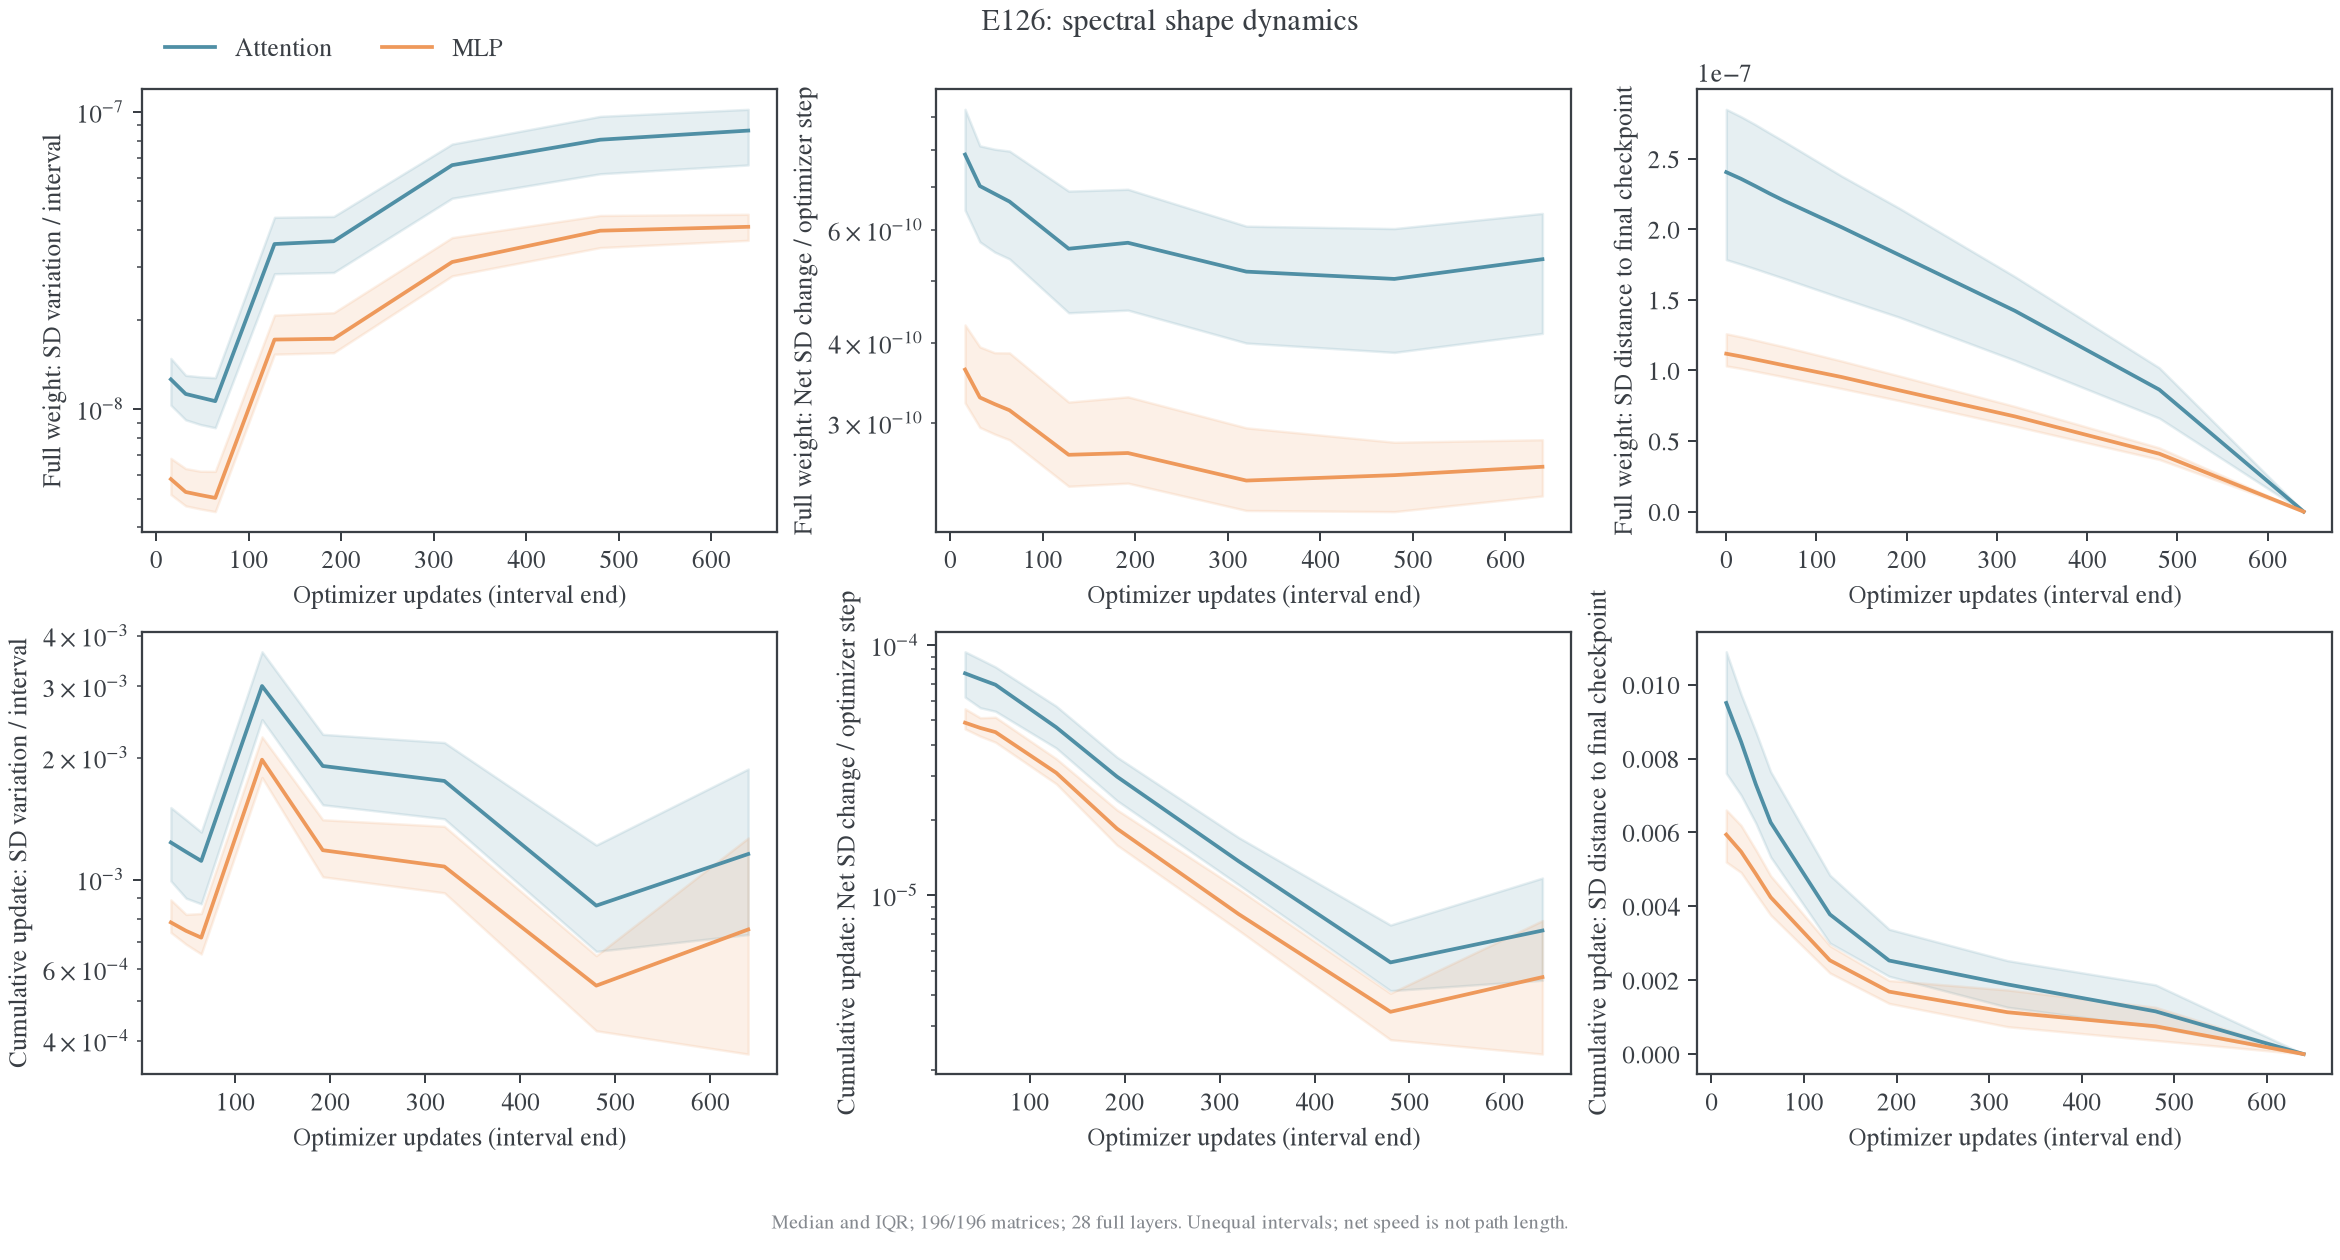 E126: spectral shape dynamics
Attention
MLP
Full weight: SD variation / interval
10⁻⁷
10⁻⁸
0 100 200 300 400 500 600
Optimizer updates (interval end)
Full weight: Net SD change / optimizer step
6 × 10⁻¹⁰
4 × 10⁻¹⁰
3 × 10⁻¹⁰
0 100 200 300 400 500 600
Optimizer updates (interval end)
Full weight: SD distance to final checkpoint
1e−7
2.5
2.0
1.5
1.0
0.5
0.0
0 100 200 300 400 500 600
Optimizer updates (interval end)
Cumulative update: SD variation / interval
4 × 10⁻³
3 × 10⁻³
2 × 10⁻³
10⁻³
6 × 10⁻⁴
4 × 10⁻⁴
100 200 300 400 500 600
Optimizer updates (interval end)
Cumulative update: Net SD change / optimizer step
10⁻⁴
10⁻⁵
100 200 300 400 500 600
Optimizer updates (interval end)
Cumulative update: SD distance to final checkpoint
0.010
0.008
0.006
0.004
0.002
0.000
0 100 200 300 400 500 600
Optimizer updates (interval end)
Median and IQR; 196/196 matrices; 28 full layers. Unequal intervals; net speed is not path length.